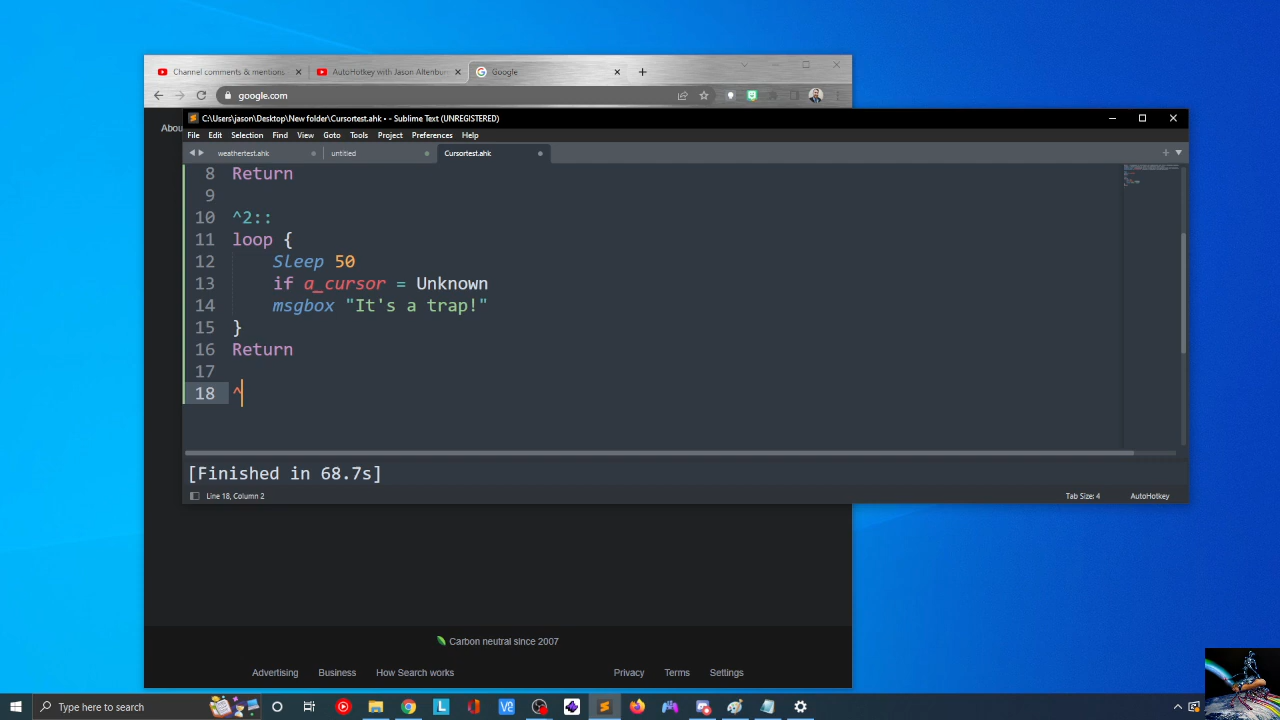 Channel comments & mentions
AutoHotkey with Jason Altenbur
Google
google.com
Abou
C:\Users\jason\Desktop\New folder\Cursortest.ahk • - Sublime Text (UNREGISTERED)
File Edit Selection Find View Goto Tools Project Preferences Help
weathertest.ahk untitled Cursortest.ahk
8 Return
9
10 ^2::
11 loop {
12 Sleep 50
13 if a_cursor = Unknown
14 msgbox "It's a trap!"
15 }
16 Return
17
18 ^
[Finished in 68.7s]
Line 18, Column 2 Tab Size: 4 AutoHotkey
Carbon neutral since 2007
Advertising Business How Search works Privacy Terms Settings
Type here to search